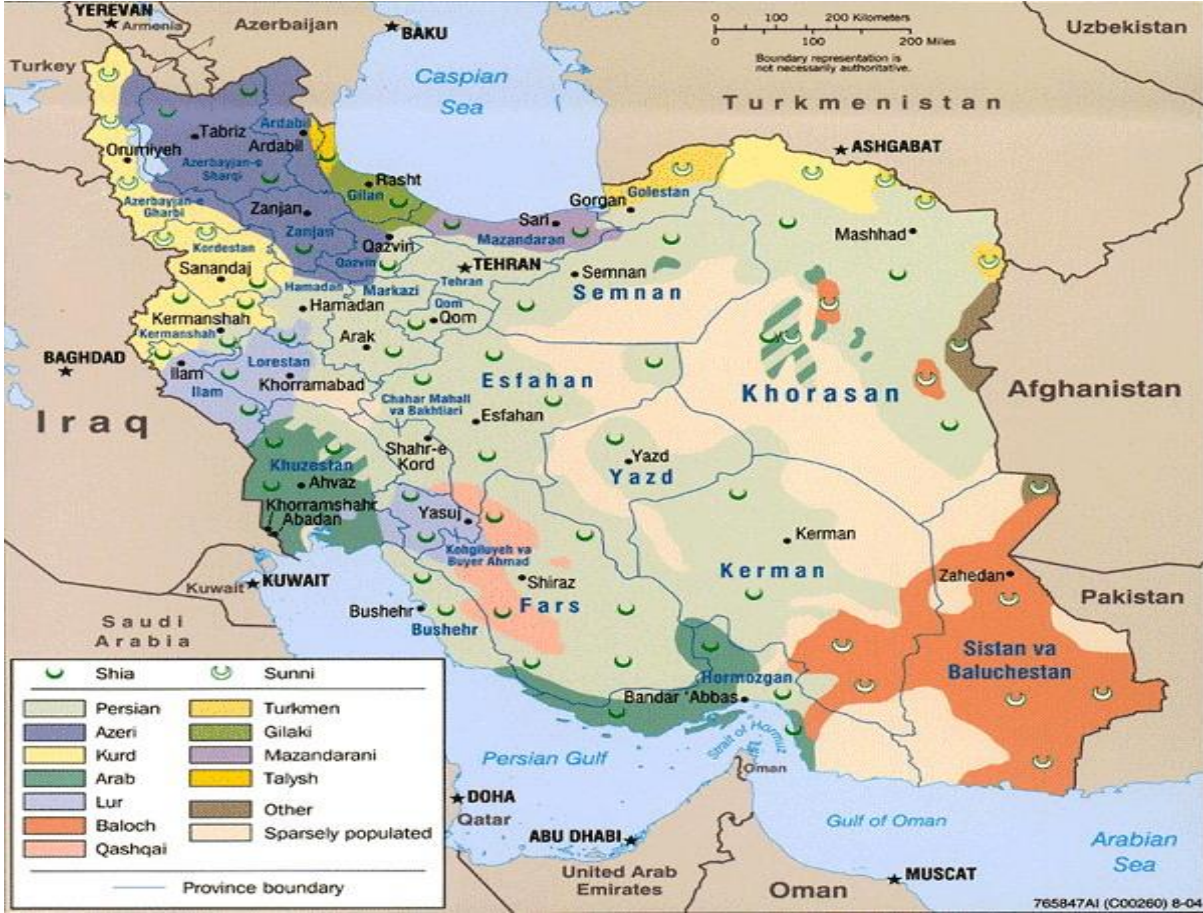 YEREVAN
Armenia
Azerbaijan
BAKU
0 100 200 Kilometers
0 100 200 Miles
Boundary representation is
not necessarily authoritative.
Uzbekistan
Turkey
Caspian
Sea
Turkmenistan
Tabriz
Ardabil
Ardabil
Orumiyeh
Azerbayjan-e
Sharqi
ASHGABAT
Rasht
Gilan
Golestan
Gorgan
Azerbayjan-e
Gharbi
Zanjan
Zanjan
Sari
Mazandaran
Mashhad
Kordestan
Qazvin
Qazvin
TEHRAN
Tehran
Sanandaj
Semnan
Semnan
Hamadan
Markazi
Hamadan
Qom
Qom
Kermanshah
Kermanshah
Arak
BAGHDAD
Lorestan
Ilam
Ilam
Khorramabad
Esfahan
Khorasan
Afghanistan
Chahar Mahall
va Bakhtiari
Esfahan
Iraq
Shahr-e
Kord
Khuzestan
Yazd
Yazd
Ahvaz
Khorramshahr
Abadan
Yasuj
Kohgiluyeh va
Buyer Ahmad
Kerman
Kerman
Zahedan
Kuwait
KUWAIT
Shiraz
Fars
Pakistan
Bushehr
Bushehr
Saudi
Arabia
Sistan va
Baluchestan
Hormozgan
Bandar 'Abbas
Strait of Hormuz
Oman
Persian Gulf
Shia
Sunni
Persian
Azeri
Kurd
Arab
Lur
Baloch
Qashqai
Turkmen
Gilaki
Mazandarani
Talysh
Other
Sparsely populated
Province boundary
DOHA
Qatar
ABU DHABI
United Arab
Emirates
Gulf of Oman
Arabian
Sea
Oman
MUSCAT
765847AI (C00260) 8-04